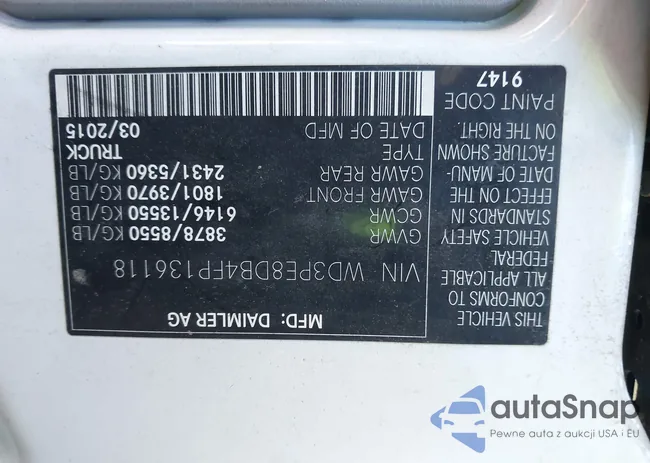 MFD: DAIMLER AG
VIN: WD3PE8DB4FP136118
GVWR 3878/8550 KG/LB
GCWR 6146/13550 KG/LB
GAWR FRONT 1801/3970 KG/LB
GAWR REAR 2431/5360 KG/LB
TYPE TRUCK
DATE OF MFD 03/2015
THIS VEHICLE
CONFORMS TO
ALL APPLICABLE
FEDERAL
VEHICLE SAFETY
STANDARDS IN
EFFECT ON THE
DATE OF MANU-
FACTURE SHOWN
ON THE RIGHT.
PAINT CODE
9147
autaSnap
Pewne auta z aukcji USA i EU